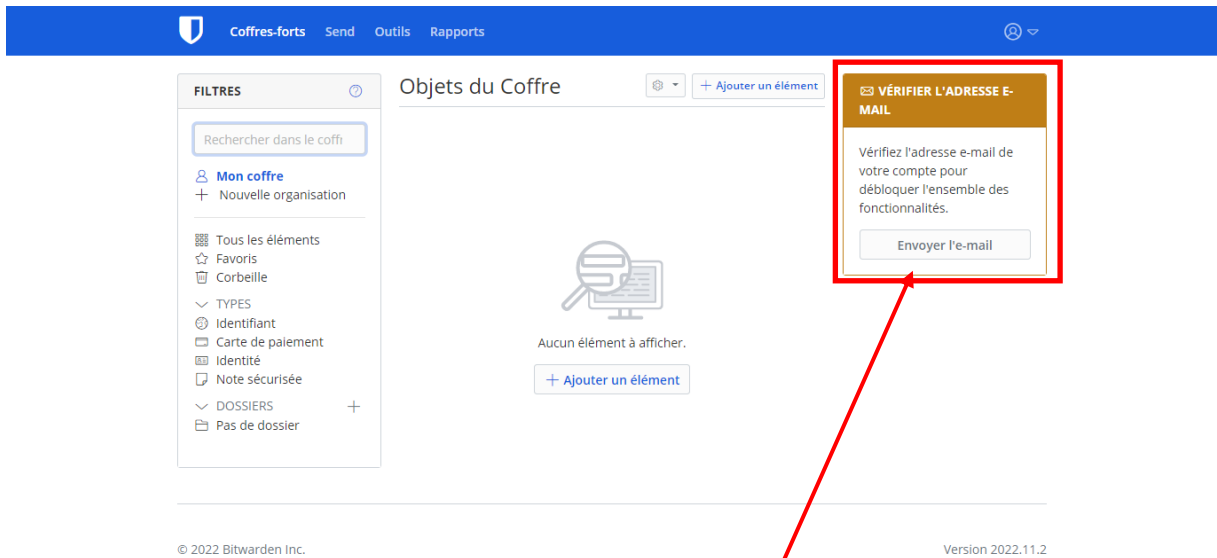 Coffres-forts Send Outils Rapports
FILTRES
Rechercher dans le coffr
Mon coffre
Nouvelle organisation
Tous les éléments
Favoris
Corbeille
TYPES
Identifiant
Carte de paiement
Identité
Note sécurisée
DOSSIERS
Pas de dossier
Objets du Coffre
+ Ajouter un élément
Aucun élément à afficher.
+ Ajouter un élément
VÉRIFIER L'ADRESSE E-
MAIL
Vérifiez l'adresse e-mail de
votre compte pour
débloquer l'ensemble des
fonctionnalités.
Envoyer l'e-mail
© 2022 Bitwarden Inc.
Version 2022.11.2